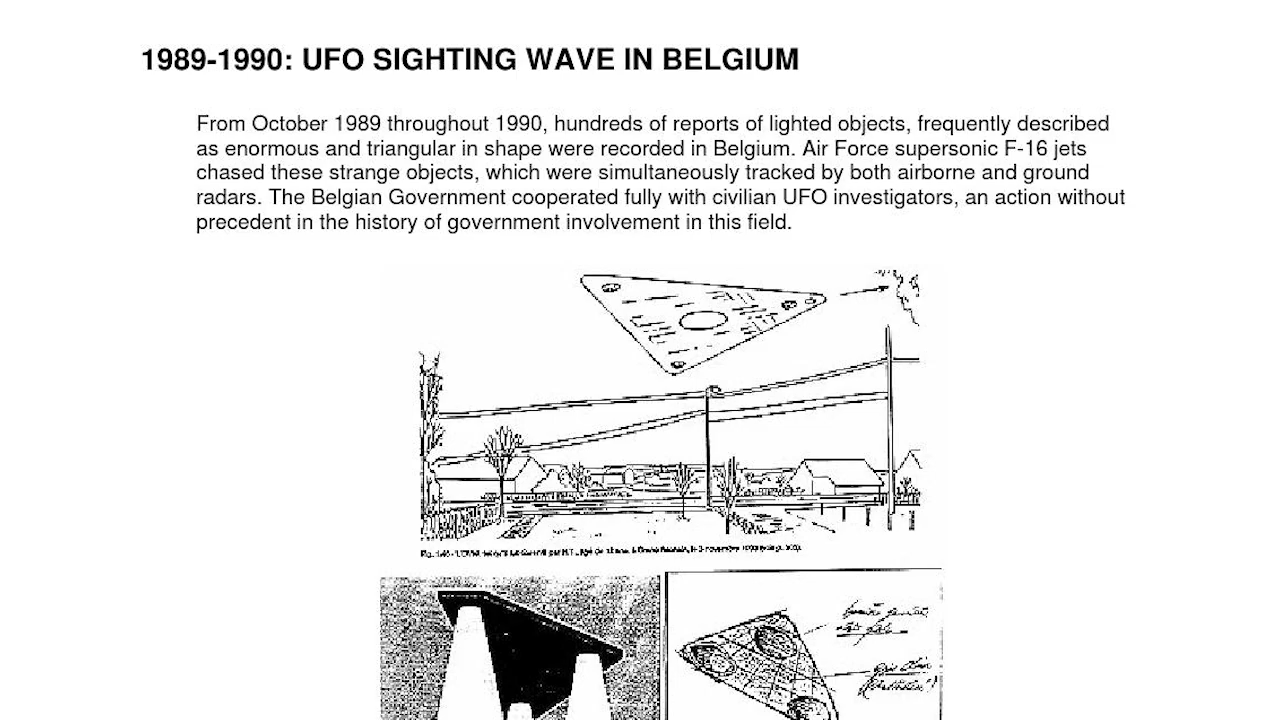 1989-1990: UFO SIGHTING WAVE IN BELGIUM
From October 1989 throughout 1990, hundreds of reports of lighted objects, frequently described
as enormous and triangular in shape were recorded in Belgium. Air Force supersonic F-16 jets
chased these strange objects, which were simultaneously tracked by both airborne and ground
radars. The Belgian Government cooperated fully with civilian UFO investigators, an action without
precedent in the history of government involvement in this field.